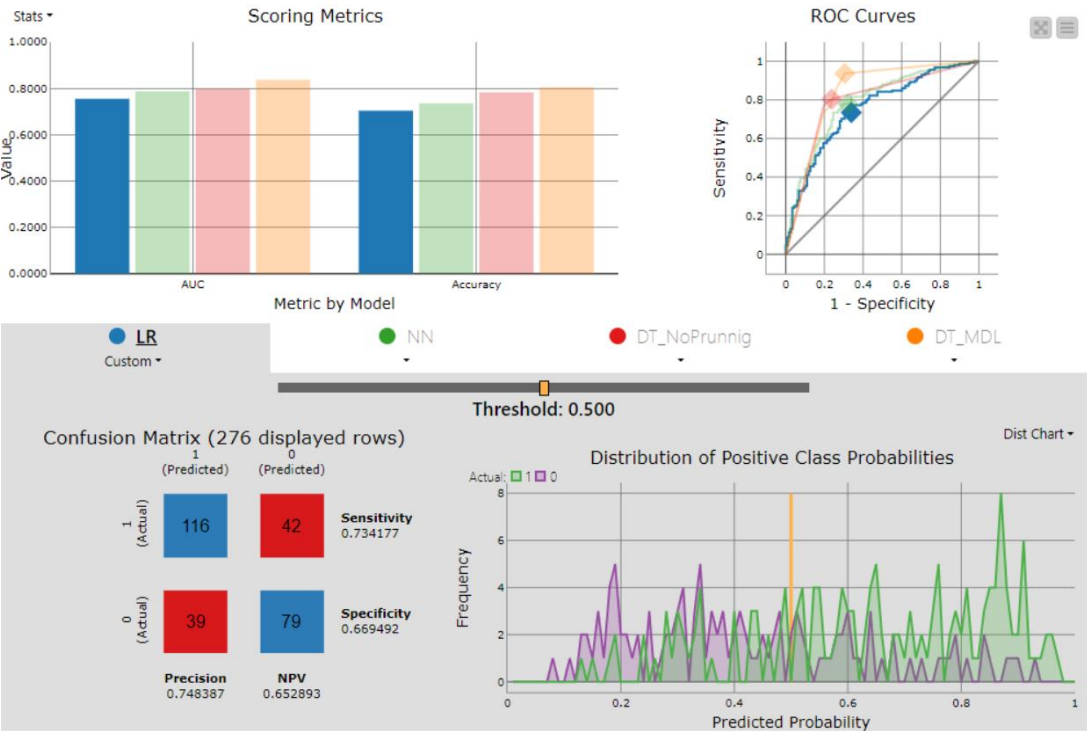 Stats
Scoring Metrics
1.0000
0.8000
0.6000
0.4000
0.2000
0.0000
Value
AUC
Accuracy
Metric by Model
ROC Curves
1
0.8
0.6
0.4
0.2
0
Sensitivity
0 0.2 0.4 0.6 0.8 1
1 - Specificity
LR
Custom
NN
DT_NoPrunnig
DT_MDL
Threshold: 0.500
Confusion Matrix (276 displayed rows)
1
(Predicted)
0
(Predicted)
1
(Actual)
116
42
Sensitivity
0.734177
0
(Actual)
39
79
Specificity
0.669492
Precision
0.748387
NPV
0.652893
Dist Chart
Distribution of Positive Class Probabilities
Actual: 1 0
8
6
4
2
0
Frequency
0 0.2 0.4 0.6 0.8 1
Predicted Probability